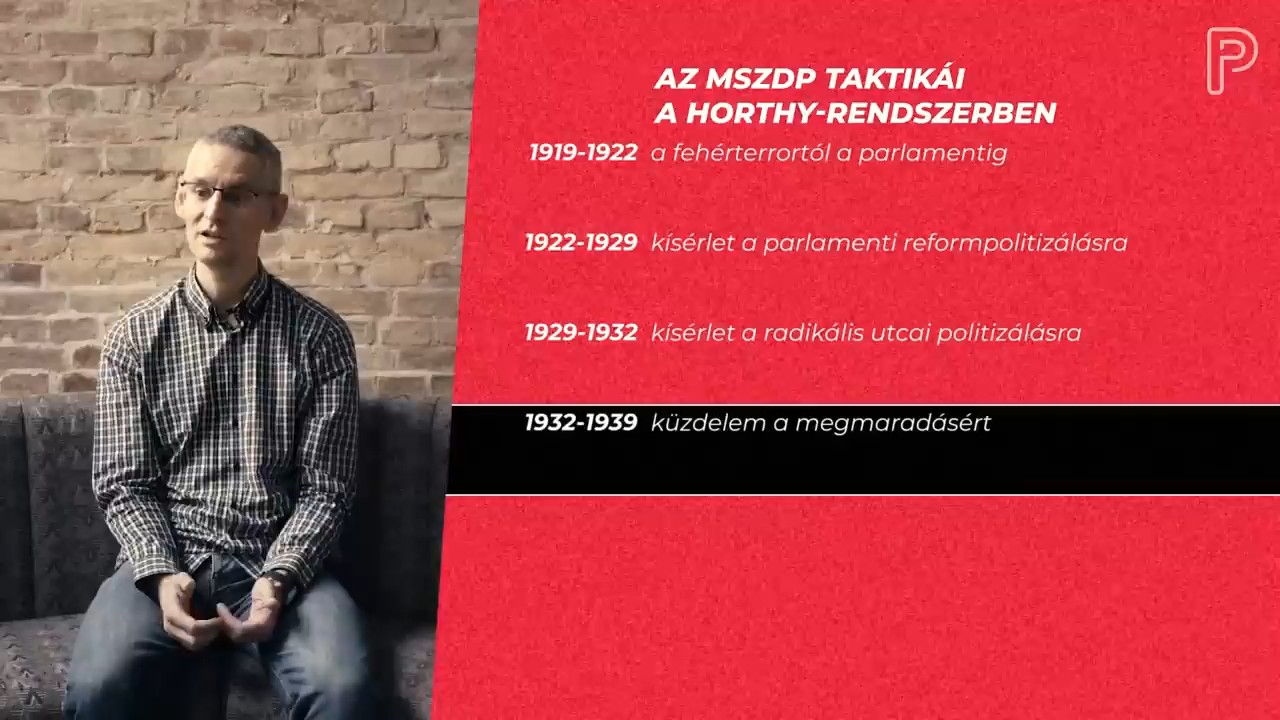 AZ MSZDP TAKTIKÁI
A HORTHY-RENDSZERBEN
1919-1922 a fehérterrortól a parlamentig
1922-1929 kísérlet a parlamenti reformpolitizálásra
1929-1932 kísérlet a radikális utcai politizálásra
1932-1939 küzdelem a megmaradásért
P